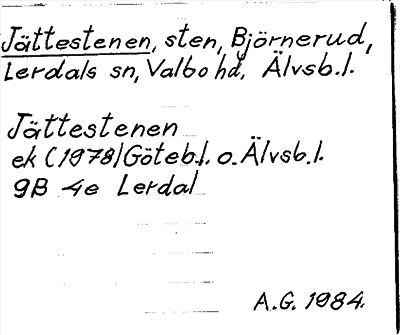 Jättestenen, sten, Björnerud,
Lerdals sn, Valbo hd, Älvsb.l.
Jättestenen
ek (1978) Göteb.l. o. Älvsb.l.
9B 4e Lerdal
A.G. 1984.